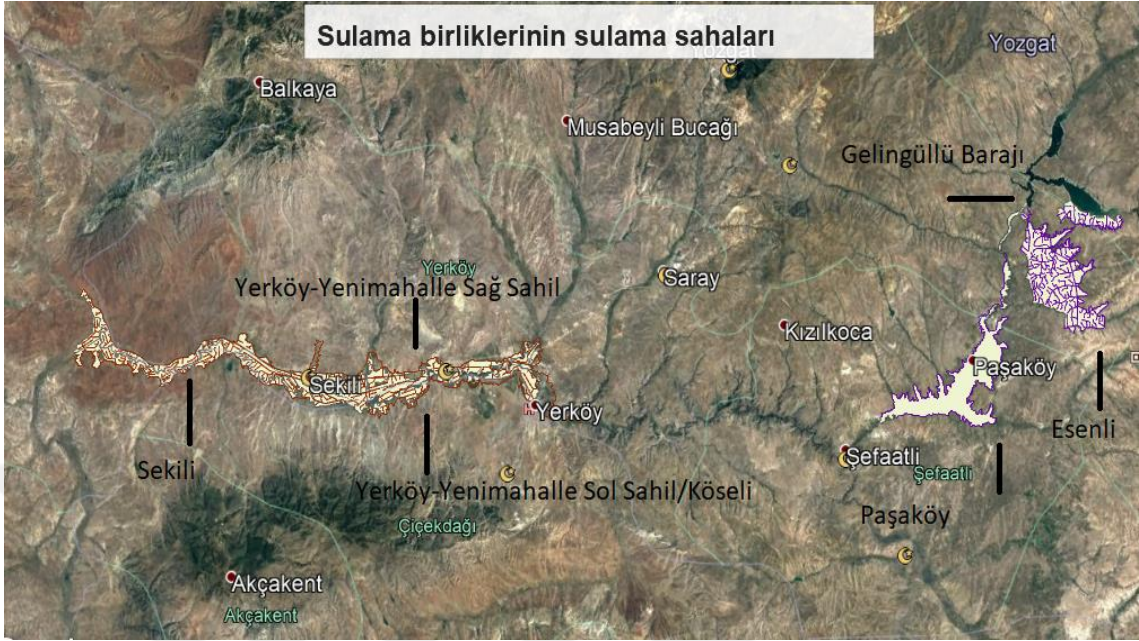 Sulama birliklerinin sulama sahaları
Yozgat
Yozgat
Balkaya
Musabeyli Bucağı
Gelingüllü Barajı
Yerköy
Saray
Yerköy-Yenimahalle Sağ Sahil
Kızılkoca
Paşaköy
Sekili
Yerköy
Esenli
Şefaatli
Sekili
Şefaatli
Yerköy-Yenimahalle Sol Sahil/Köseli
Paşaköy
Çiçekdağı
Akçakent
Akçakent